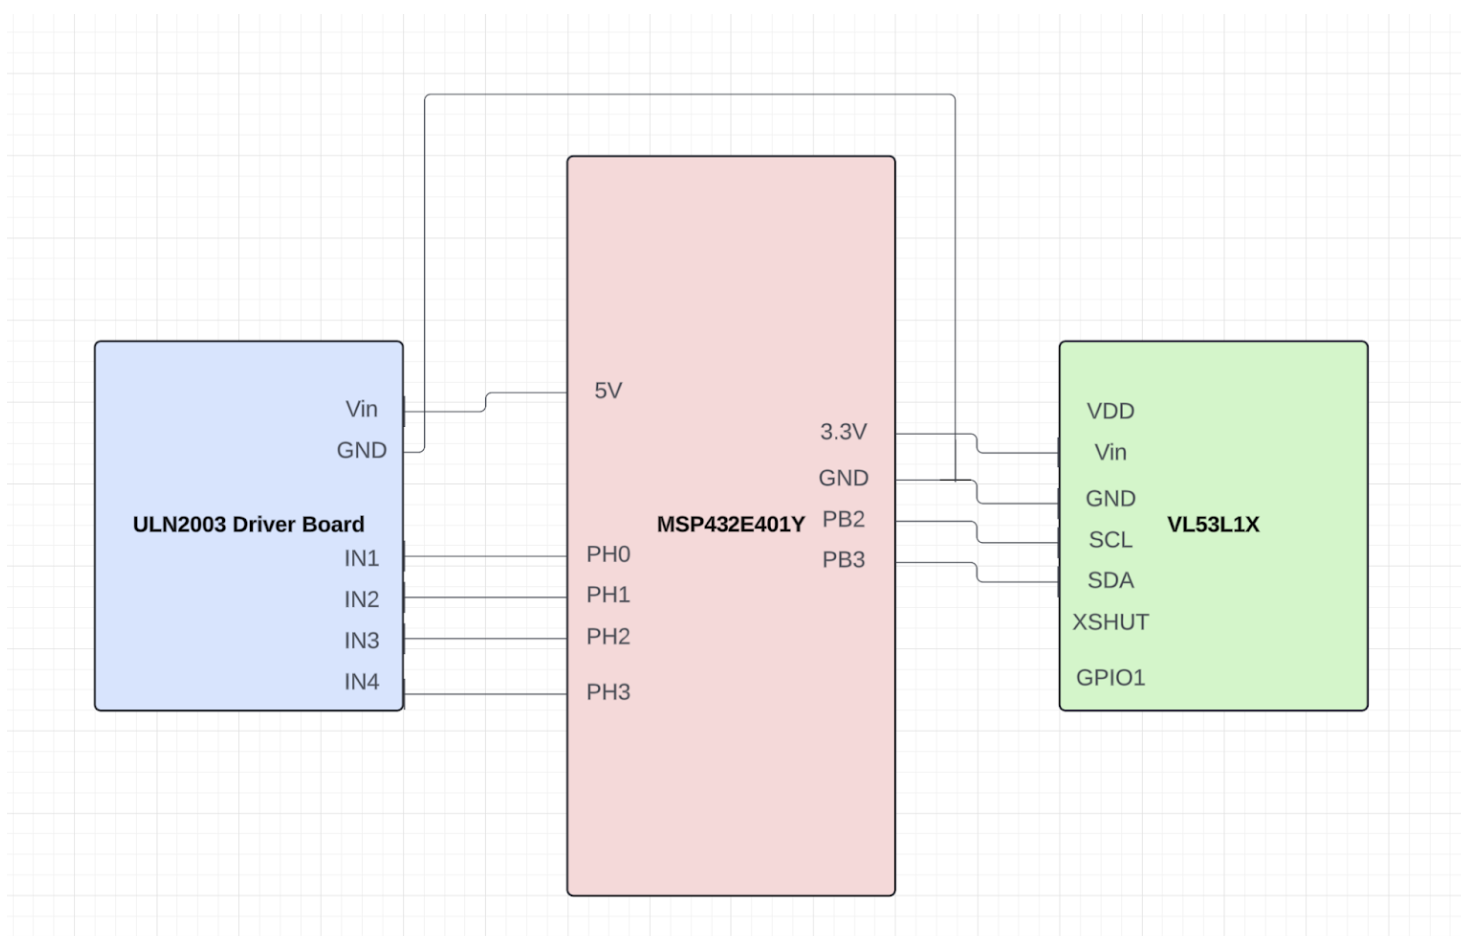 Vin
GND
ULN2003 Driver Board
IN1
IN2
IN3
IN4
5V
3.3V
GND
MSP432E401Y
PB2
PB3
PH0
PH1
PH2
PH3
VDD
Vin
GND
VL53L1X
SCL
SDA
XSHUT
GPIO1